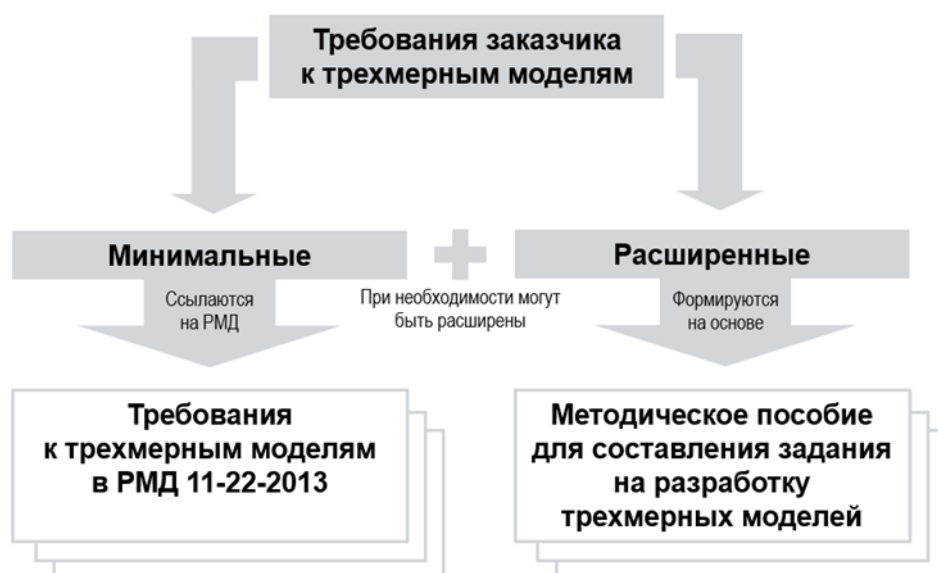 Требования заказчика
к трехмерным моделям
Минимальные
Расширенные
Ссылаются
на РМД
При необходимости могут
быть расширены
Формируются
на основе
Требования
к трехмерным моделям
в РМД 11-22-2013
Методическое пособие
для составления задания
на разработку
трехмерных моделей